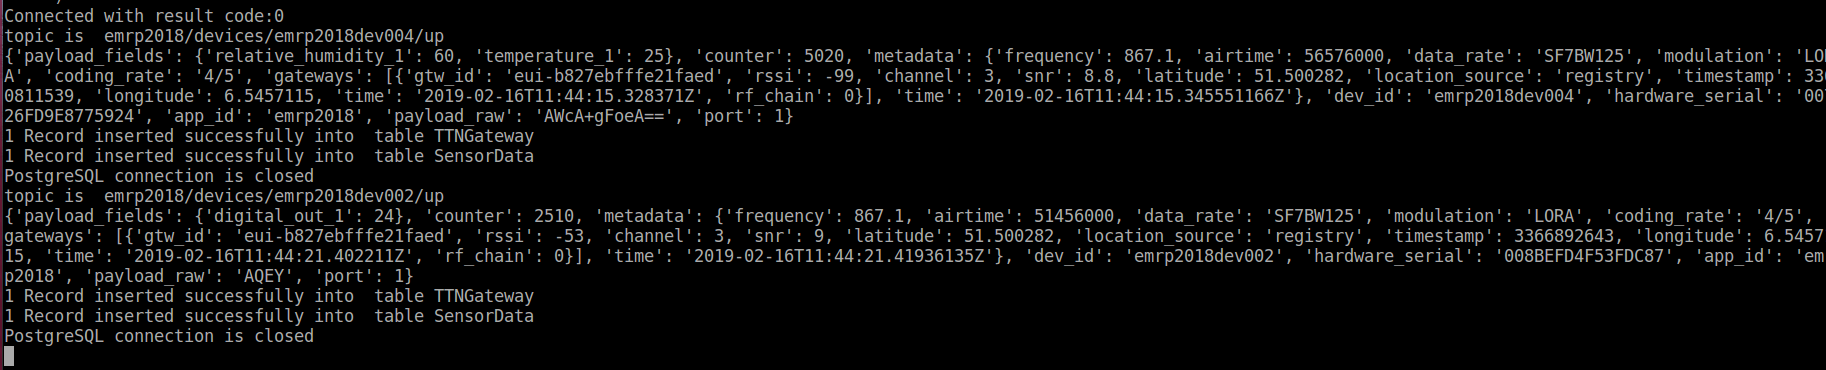 Connected with result code:0
topic is  emrp2018/devices/emrp2018dev004/up
{'payload_fields': {'relative_humidity_1': 60, 'temperature_1': 25}, 'counter': 5020, 'metadata': {'frequency': 867.1, 'airtime': 56576000, 'data_rate': 'SF7BW125', 'modulation': 'LOR
A', 'coding_rate': '4/5', 'gateways': [{'gtw_id': 'eui-b827ebfffe21faed', 'rssi': -99, 'channel': 3, 'snr': 8.8, 'latitude': 51.500282, 'location_source': 'registry', 'timestamp': 336
0811539, 'longitude': 6.5457115, 'time': '2019-02-16T11:44:15.328371Z', 'rf_chain': 0}], 'time': '2019-02-16T11:44:15.345551166Z'}, 'dev_id': 'emrp2018dev004', 'hardware_serial': '007
26FD9E8775924', 'app_id': 'emrp2018', 'payload_raw': 'AWcA+gFoeA==', 'port': 1}
1 Record inserted successfully into  table TTNGateway
1 Record inserted successfully into  table SensorData
PostgreSQL connection is closed
topic is  emrp2018/devices/emrp2018dev002/up
{'payload_fields': {'digital_out_1': 24}, 'counter': 2510, 'metadata': {'frequency': 867.1, 'airtime': 51456000, 'data_rate': 'SF7BW125', 'modulation': 'LORA', 'coding_rate': '4/5',
gateways': [{'gtw_id': 'eui-b827ebfffe21faed', 'rssi': -53, 'channel': 3, 'snr': 9, 'latitude': 51.500282, 'location_source': 'registry', 'timestamp': 3366892643, 'longitude': 6.5457
15, 'time': '2019-02-16T11:44:21.402211Z', 'rf_chain': 0}], 'time': '2019-02-16T11:44:21.41936135Z'}, 'dev_id': 'emrp2018dev002', 'hardware_serial': '008BEFD4F53FDC87', 'app_id': 'em
p2018', 'payload_raw': 'AQEY', 'port': 1}
1 Record inserted successfully into  table TTNGateway
1 Record inserted successfully into  table SensorData
PostgreSQL connection is closed